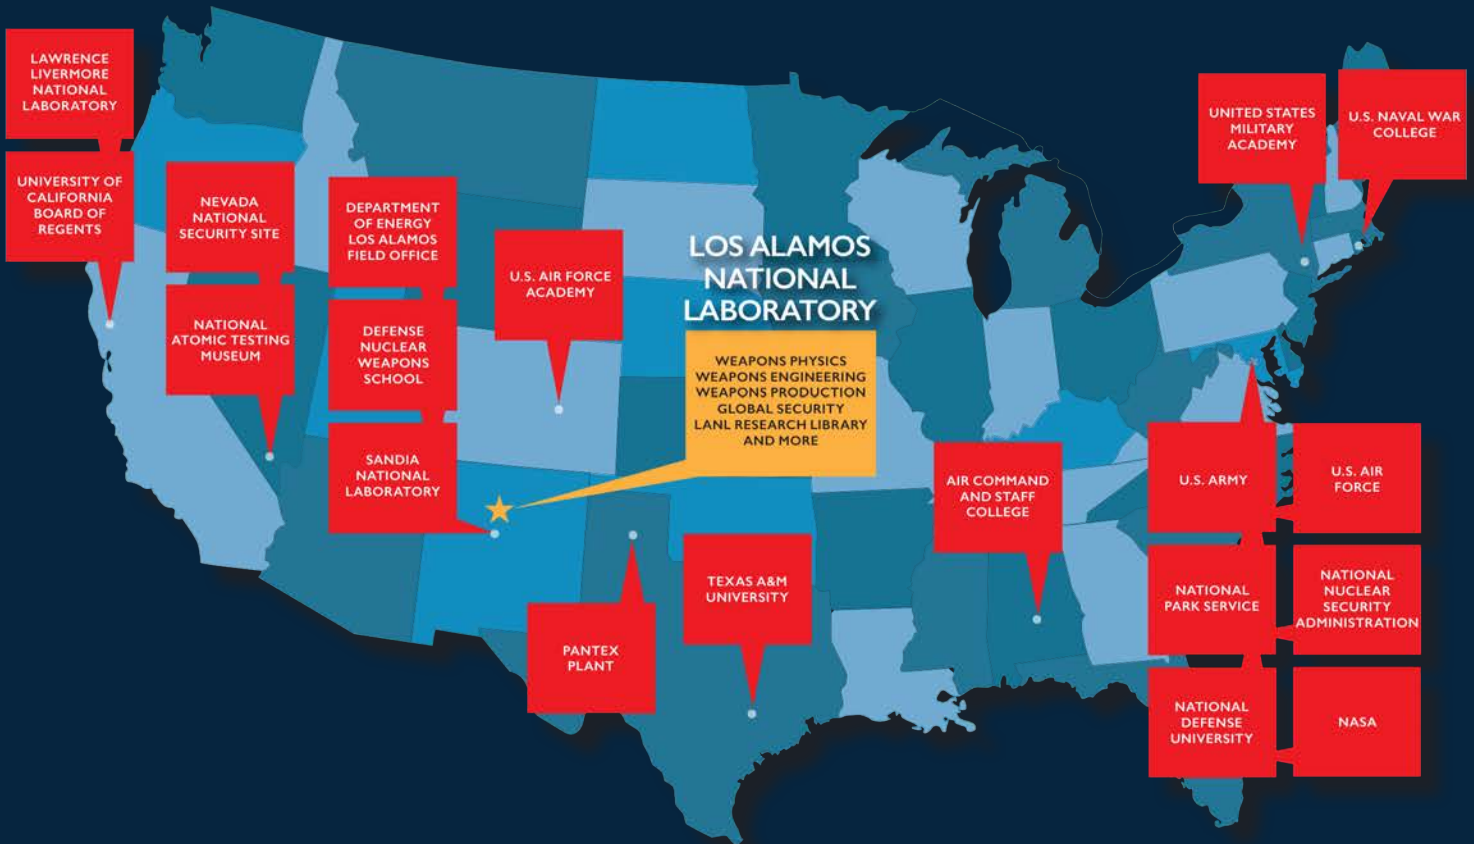 LAWRENCE
LIVERMORE
NATIONAL
LABORATORY
UNIVERSITY OF
CALIFORNIA
BOARD OF
REGENTS
NEVADA
NATIONAL
SECURITY SITE
NATIONAL
ATOMIC TESTING
MUSEUM
DEPARTMENT
OF ENERGY
LOS ALAMOS
FIELD OFFICE
DEFENSE
NUCLEAR
WEAPONS
SCHOOL
SANDIA
NATIONAL
LABORATORY
U.S. AIR FORCE
ACADEMY
LOS ALAMOS
NATIONAL
LABORATORY
WEAPONS PHYSICS
WEAPONS ENGINEERING
WEAPONS PRODUCTION
GLOBAL SECURITY
LANL RESEARCH LIBRARY
AND MORE
PANTEX
PLANT
TEXAS A&M
UNIVERSITY
AIR COMMAND
AND STAFF
COLLEGE
UNITED STATES
MILITARY
ACADEMY
U.S. NAVAL WAR
COLLEGE
U.S. ARMY
U.S. AIR
FORCE
NATIONAL
PARK SERVICE
NATIONAL
NUCLEAR
SECURITY
ADMINISTRATION
NATIONAL
DEFENSE
UNIVERSITY
NASA